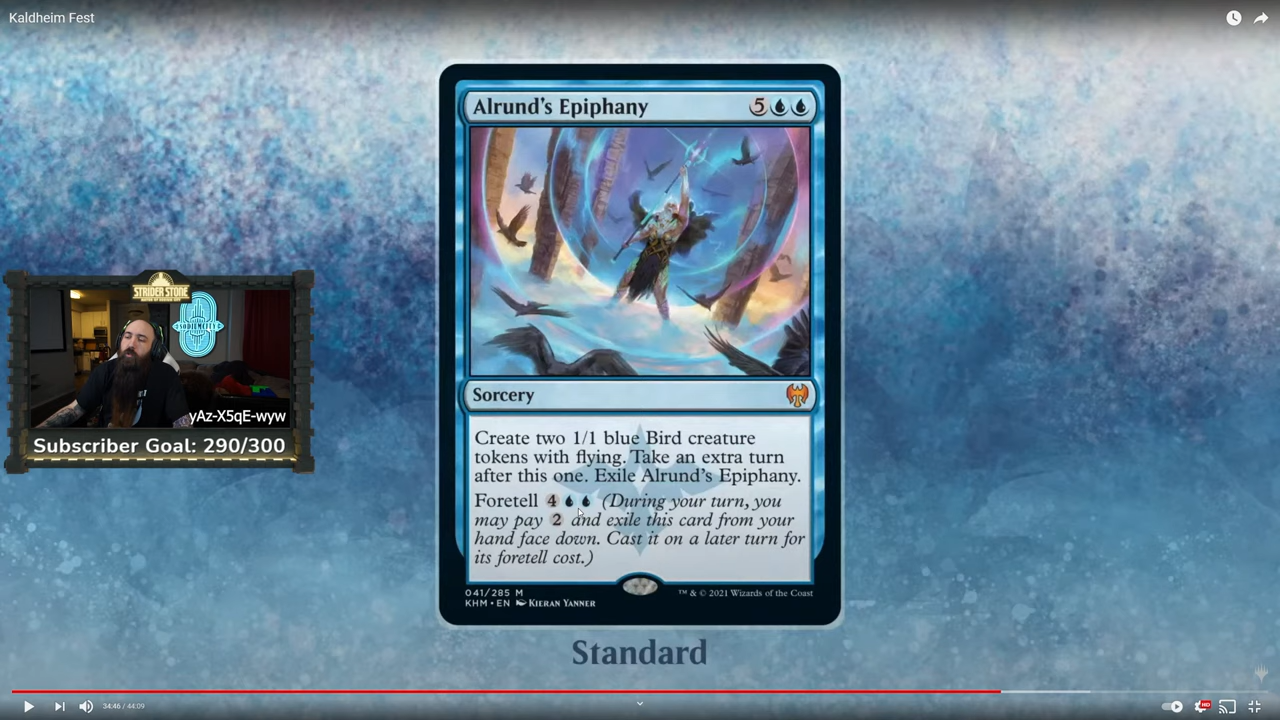 Kaldheim Fest
Alrund's Epiphany 5
Sorcery
Create two 1/1 blue Bird creature
tokens with flying. Take an extra turn
after this one. Exile Alrund's Epiphany.
Foretell 4 (During your turn, you
may pay 2 and exile this card from your
hand face down. Cast it on a later turn for
its foretell cost.)
041/285 M
KHM • EN KIERAN YANNER
™ & © 2021 Wizards of the Coast
Standard
STRIDER STONE
SODIUMCITY
yAz-X5qE-wyw
Subscriber Goal: 290/300
34:46 / 44:09
HD